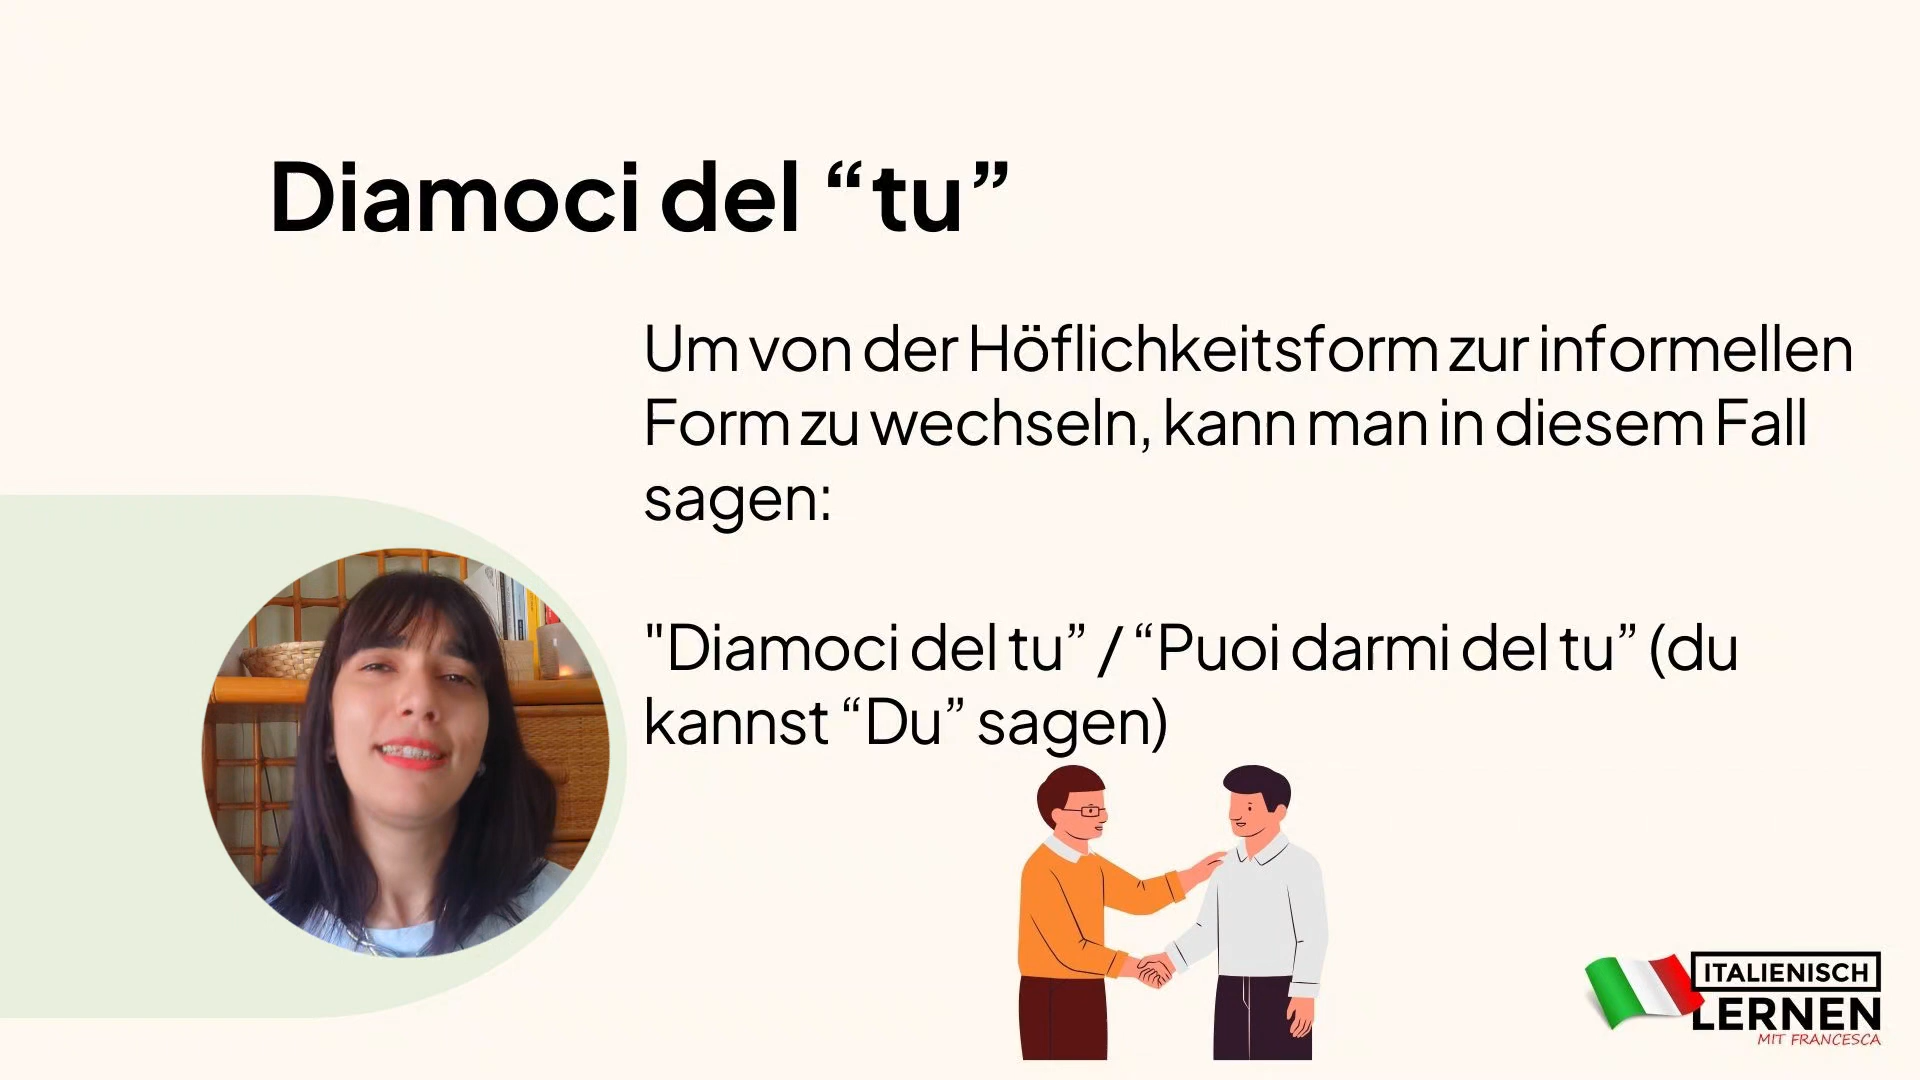 Diamoci del “tu”
Um von der Höflichkeitsform zur informellen
Form zu wechseln, kann man in diesem Fall
sagen:
"Diamoci del tu” / “Puoi darmi del tu” (du
kannst “Du” sagen)
ITALIENISCH
LERNEN
MIT FRANCESCA